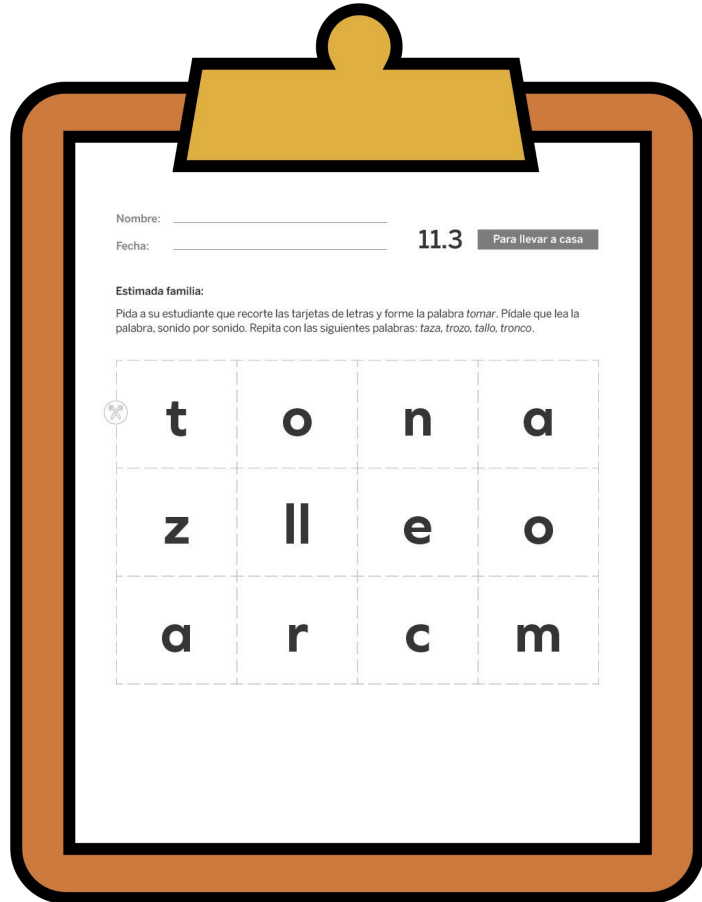 Nombre:
11.3 Para llevar a casa
Fecha:
Estimada familia:
Pida a su estudiante que recorte las tarjetas de letras y forme la palabra tomar. Pídale que lea la
palabra, sonido por sonido. Repita con las siguientes palabras: taza, trozo, tallo, tronco.
t o n a
z ll e o
a r c m